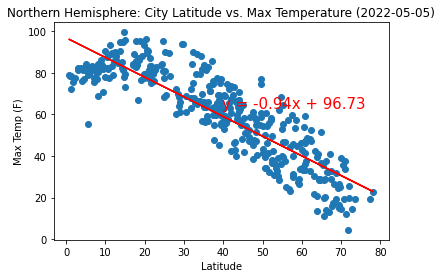 Northern Hemisphere: City Latitude vs. Max Temperature (2022-05-05)
100
80
60
40
20
0
Max Temp (F)
y = -0.94x + 96.73
0 10 20 30 40 50 60 70 80
Latitude